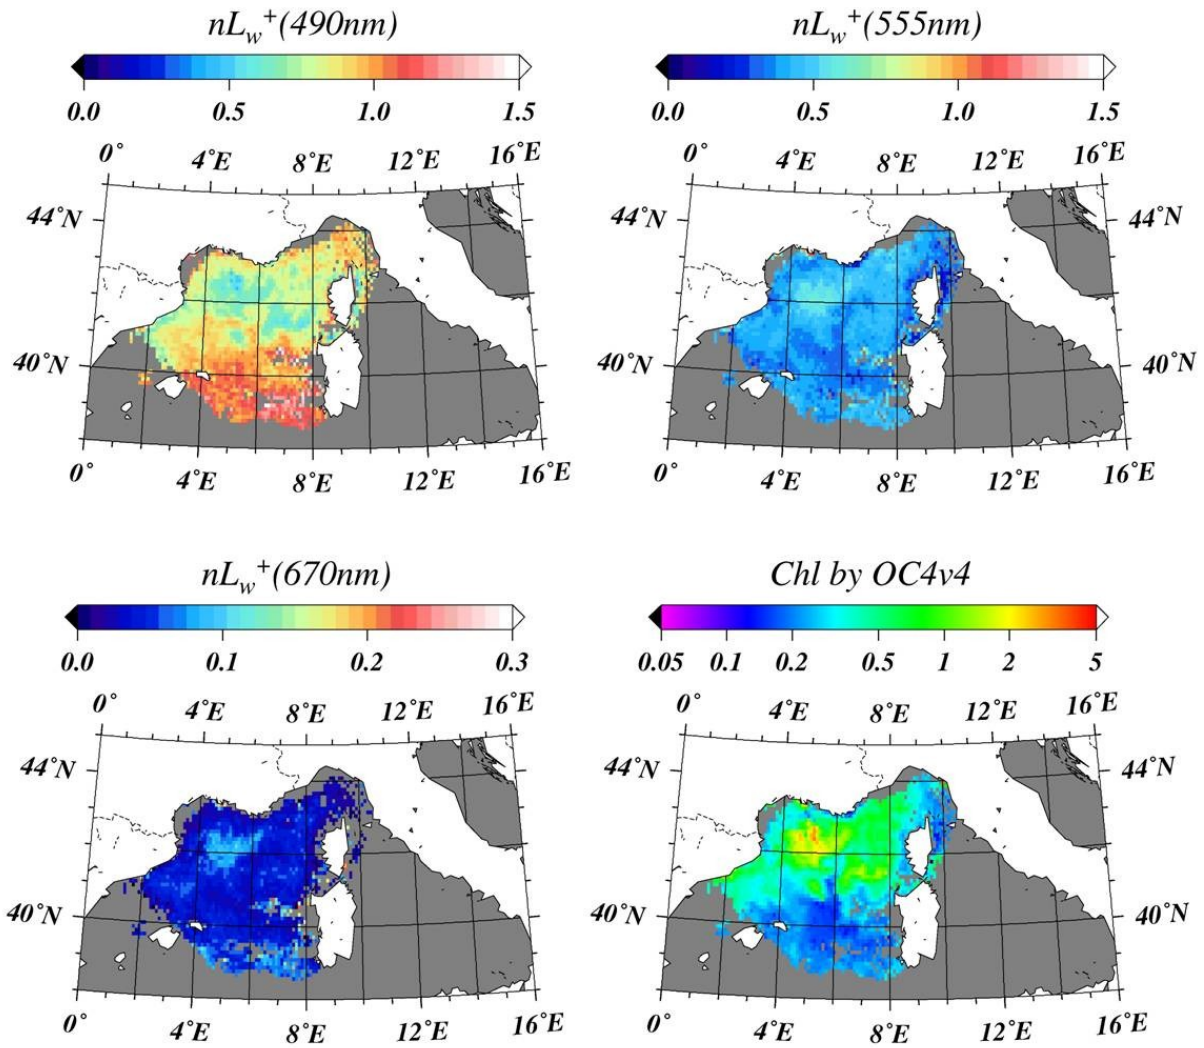 nLw+(490nm)
nLw+(555nm)
0.0 0.5 1.0 1.5
0.0 0.5 1.0 1.5
0° 4°E 8°E 12°E 16°E
0° 4°E 8°E 12°E 16°E
44°N
44°N 44°N
40°N
40°N 40°N
0° 4°E 8°E 12°E 16°E
0° 4°E 8°E 12°E 16°E
nLw+(670nm)
Chl by OC4v4
0.0 0.1 0.2 0.3
0.05 0.1 0.2 0.5 1 2 5
0° 4°E 8°E 12°E 16°E
0° 4°E 8°E 12°E 16°E
44°N
44°N 44°N
40°N
40°N 40°N
0° 4°E 8°E 12°E 16°E
0° 4°E 8°E 12°E 16°E